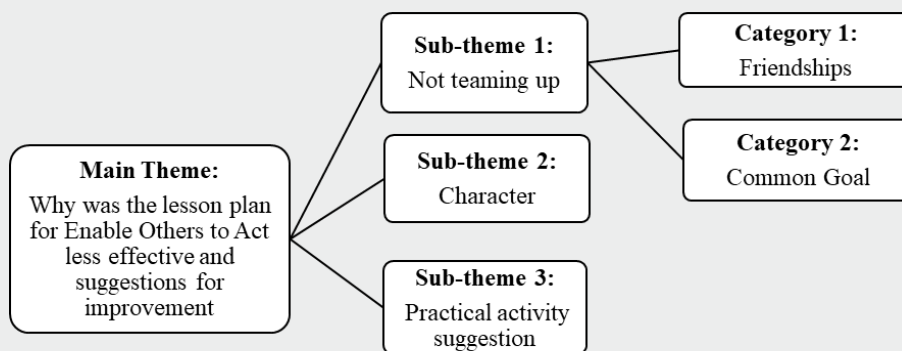 Main Theme:
Why was the lesson plan
for Enable Others to Act
less effective and
suggestions for
improvement
Sub-theme 1:
Not teaming up
Category 1:
Friendships
Category 2:
Common Goal
Sub-theme 2:
Character
Sub-theme 3:
Practical activity
suggestion